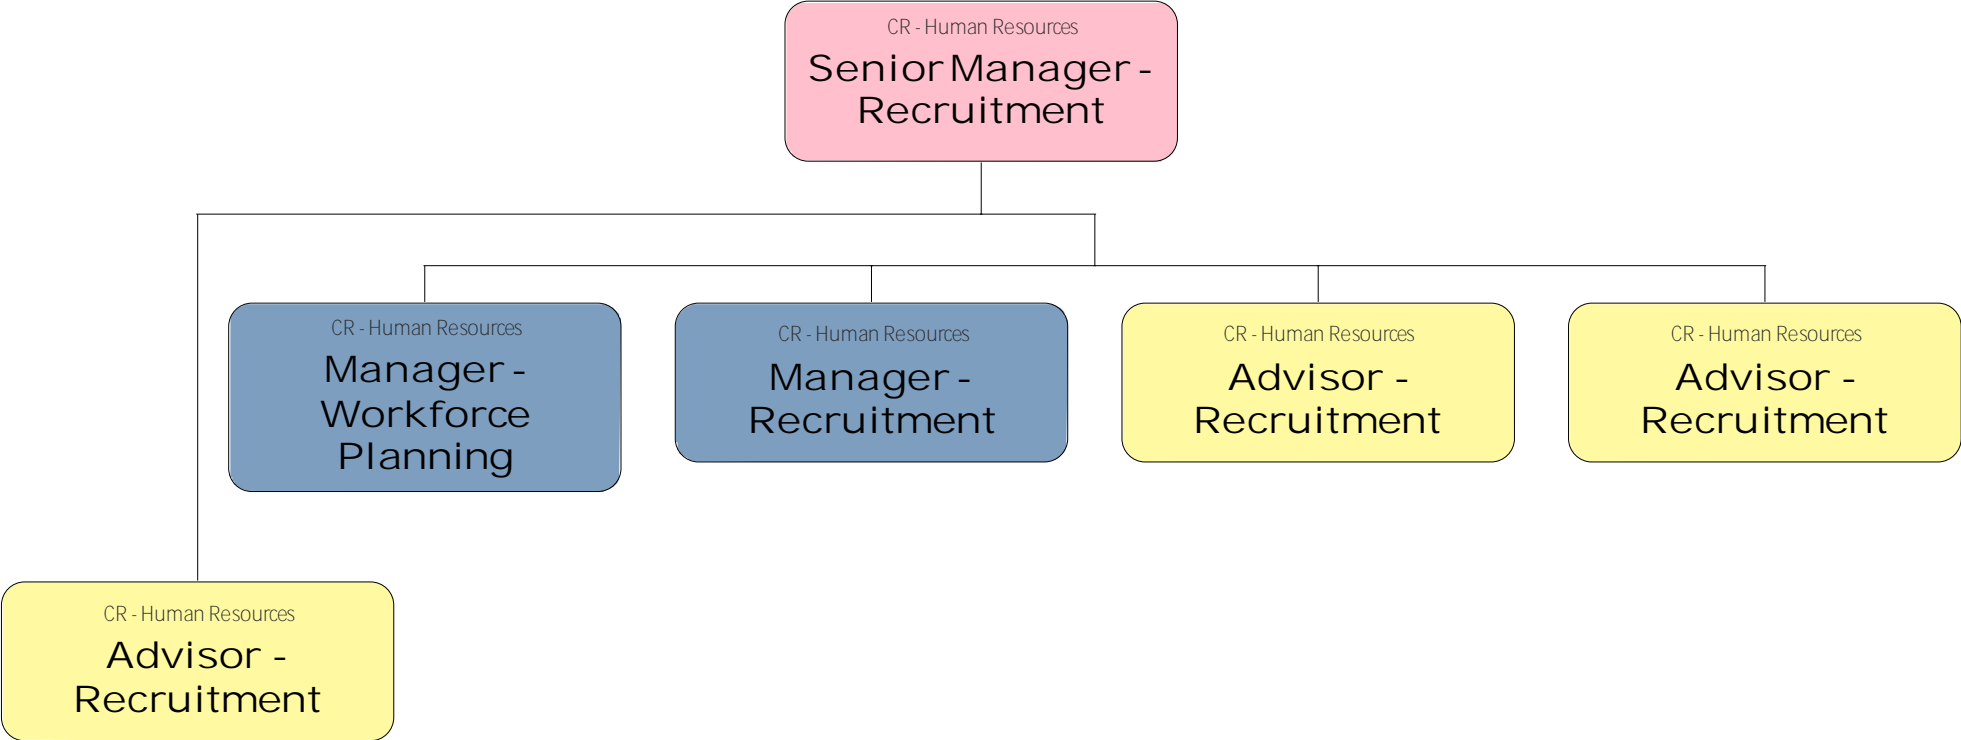 CR - Human Resources
Senior Manager -
Recruitment
CR - Human Resources
Manager -
Workforce
Planning
CR - Human Resources
Manager -
Recruitment
CR - Human Resources
Advisor -
Recruitment
CR - Human Resources
Advisor -
Recruitment
CR - Human Resources
Advisor -
Recruitment